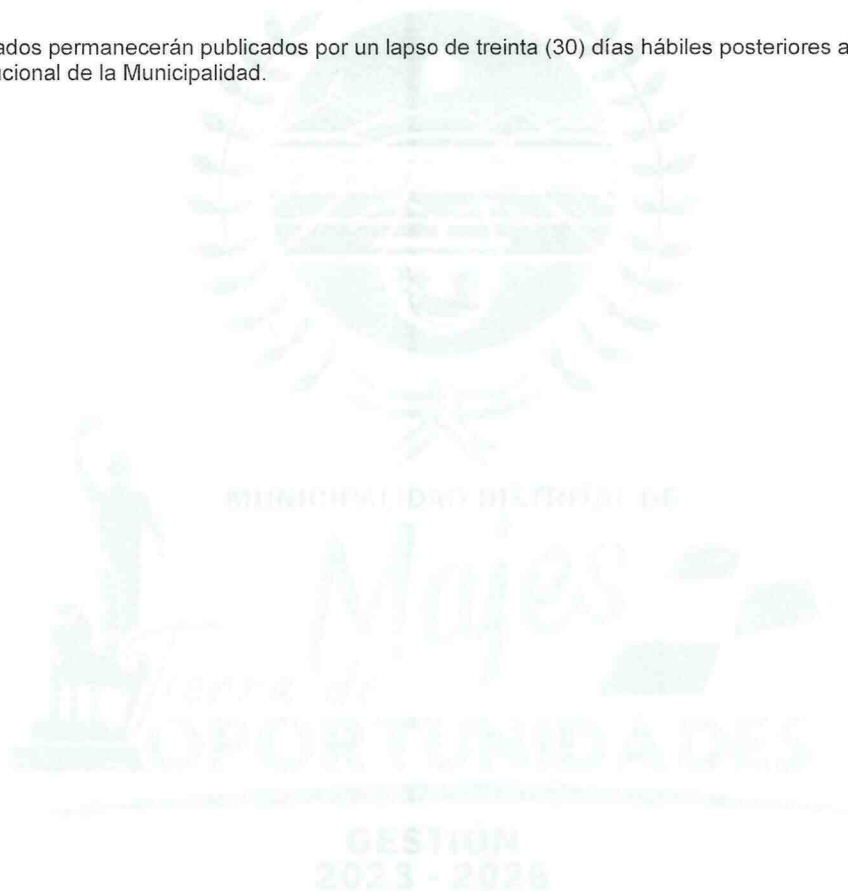 ados permanecerán publicados por un lapso de treinta (30) días hábiles posteriores a
cional de la Municipalidad.
MUNICIPALIDAD DISTRITAL DE
Majes
Tierra de
OPORTUNIDADES
GESTIÓN
2023 - 2026